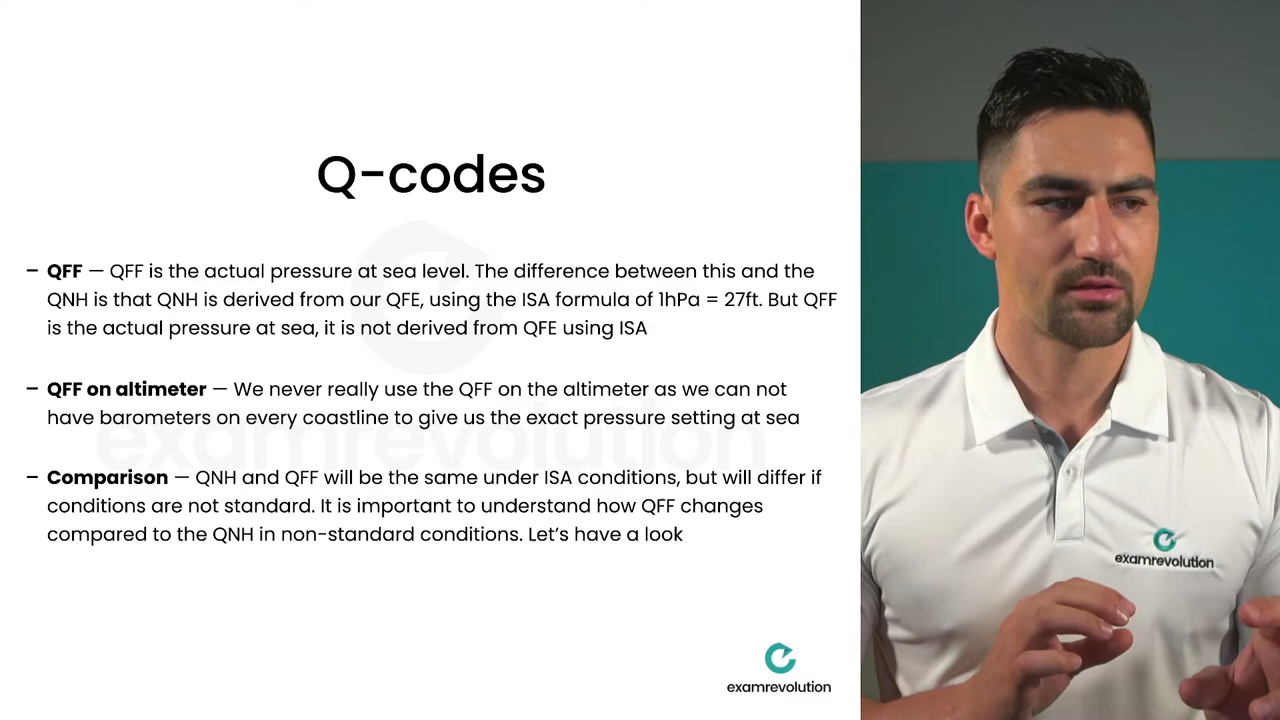 Q-codes
– QFF — QFF is the actual pressure at sea level. The difference between this and the
QNH is that QNH is derived from our QFE, using the ISA formula of 1hPa = 27ft. But QFF
is the actual pressure at sea, it is not derived from QFE using ISA
– QFF on altimeter — We never really use the QFF on the altimeter as we can not
have barometers on every coastline to give us the exact pressure setting at sea
– Comparison — QNH and QFF will be the same under ISA conditions, but will differ if
conditions are not standard. It is important to understand how QFF changes
compared to the QNH in non-standard conditions. Let's have a look
examrevolution
examrevolution
examrevolution